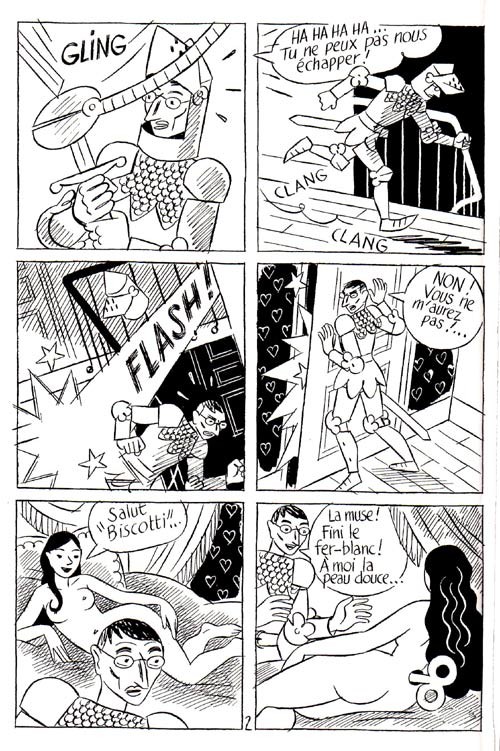 GLING
HA HA HA HA...
Tu ne peux pas nous
échapper!
CLANG
CLANG
FLASH!
NON!
Vous ne
m'aurez
pas!...
Salut
"Biscotti"...
La muse!
Fini le
fer-blanc!
À moi la
peau douce...
2